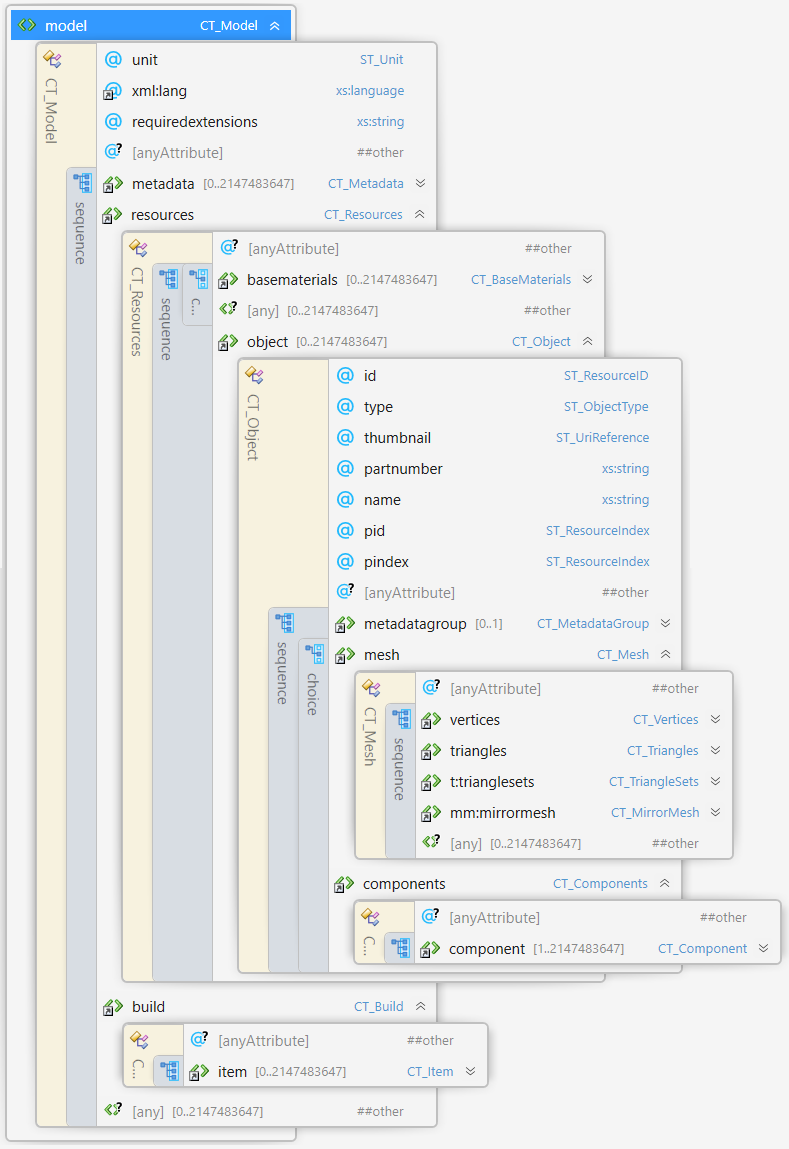 model CT_Model
CT_Model
unit ST_Unit
xml:lang xs:language
requiredextensions xs:string
[anyAttribute] ##other
sequence
metadata [0..2147483647] CT_Metadata
resources CT_Resources
CT_Resources
[anyAttribute] ##other
sequence
c...
basematerials [0..2147483647] CT_BaseMaterials
[any] [0..2147483647] ##other
object [0..2147483647] CT_Object
CT_Object
id ST_ResourceID
type ST_ObjectType
thumbnail ST_UriReference
partnumber xs:string
name xs:string
pid ST_ResourceIndex
pindex ST_ResourceIndex
[anyAttribute] ##other
sequence
metadatagroup [0..1] CT_MetadataGroup
choice
mesh CT_Mesh
CT_Mesh
[anyAttribute] ##other
sequence
vertices CT_Vertices
triangles CT_Triangles
t:trianglesets CT_TriangleSets
mm:mirrormesh CT_MirrorMesh
[any] [0..2147483647] ##other
components CT_Components
C...
[anyAttribute] ##other
component [1..2147483647] CT_Component
build CT_Build
C...
[anyAttribute] ##other
item [0..2147483647] CT_Item
[any] [0..2147483647] ##other